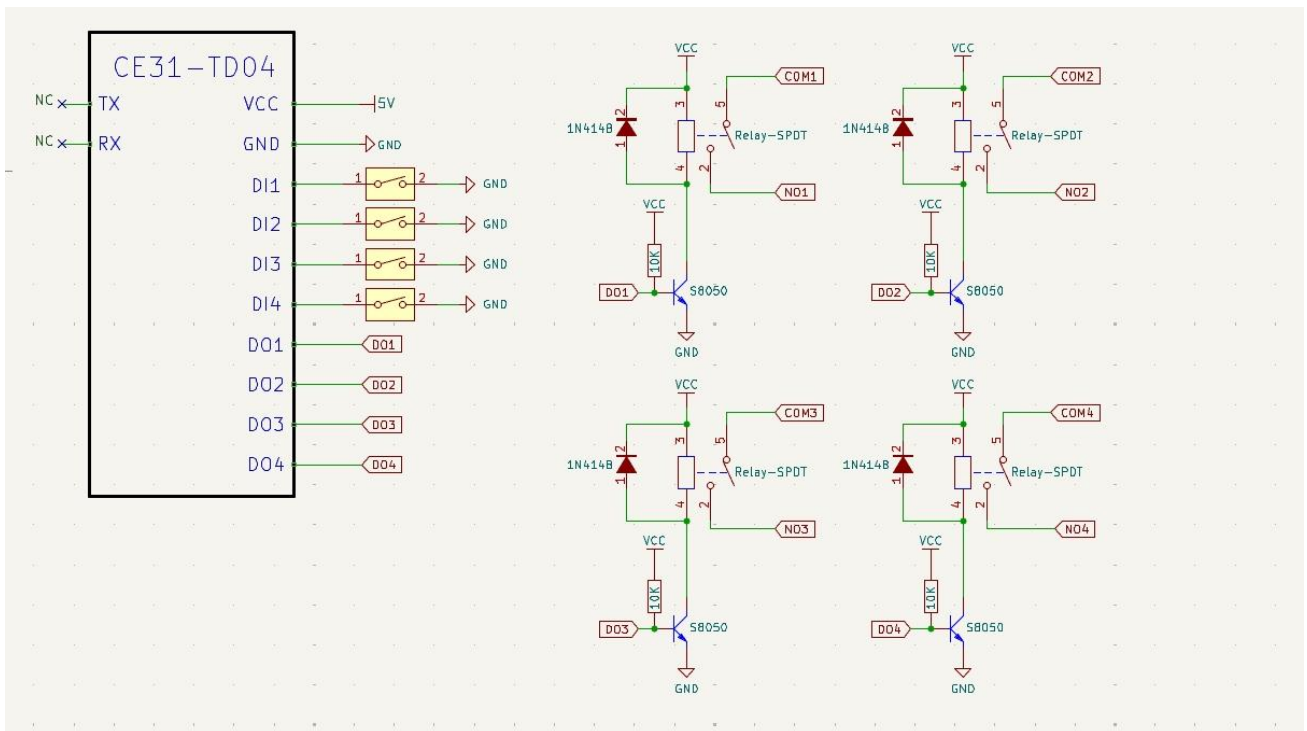 CE31-TD04
NC TX VCC 5V
NC RX GND GND
DI1 1 2 GND
DI2 1 2 GND
DI3 1 2 GND
DI4 1 2 GND
DO1 DO1
DO2 DO2
DO3 DO3
DO4 DO4
VCC
COM1
2 3 5
1N4148 Relay-SPDT
1 4 2
NO1
VCC
10K
DO1 S8050
GND
VCC
COM2
2 3 5
1N4148 Relay-SPDT
1 4 2
NO2
VCC
10K
DO2 S8050
GND
VCC
COM3
2 3 5
1N4148 Relay-SPDT
1 4 2
NO3
VCC
10K
DO3 S8050
GND
VCC
COM4
2 3 5
1N4148 Relay-SPDT
1 4 2
NO4
VCC
10K
DO4 S8050
GND